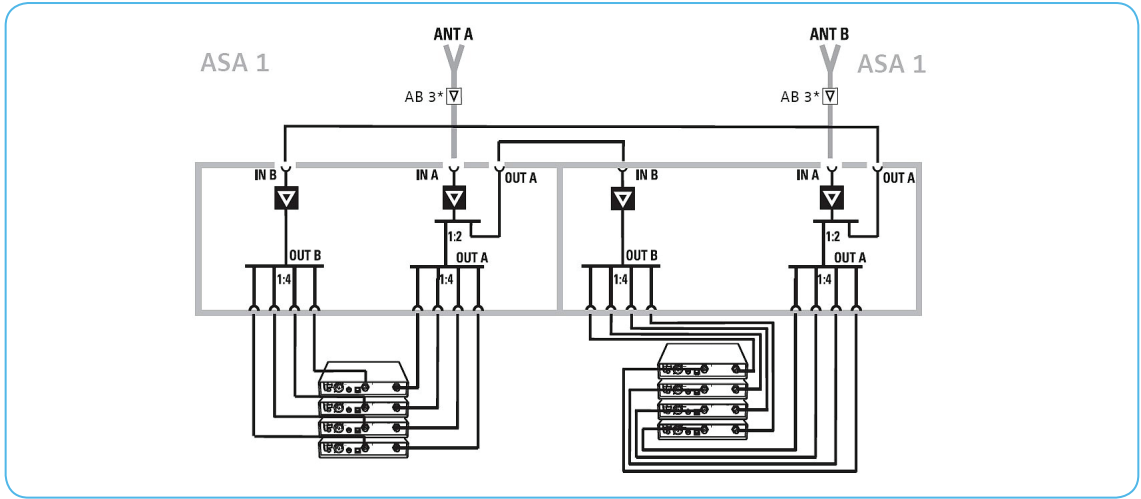 ANT A
ANT B
ASA 1
ASA 1
AB 3*
AB 3*
IN B
IN A
OUT A
IN B
IN A
OUT A
1:2
1:2
OUT B
OUT A
OUT B
OUT A
1:4
1:4
1:4
1:4